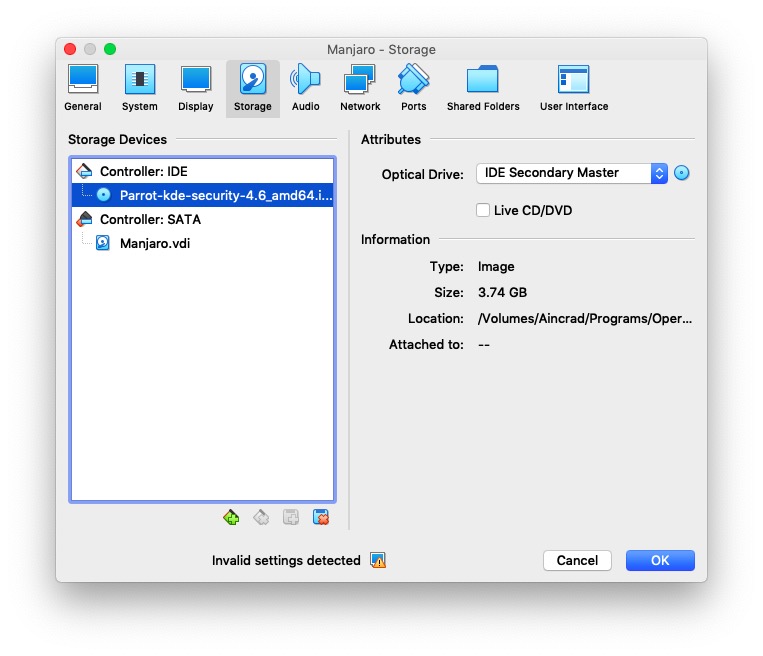 Manjaro - Storage
General System Display Storage Audio Network Ports Shared Folders User Interface
Storage Devices
Controller: IDE
Parrot-kde-security-4.6_amd64.i...
Controller: SATA
Manjaro.vdi
Attributes
Optical Drive: IDE Secondary Master
Live CD/DVD
Information
Type: Image
Size: 3.74 GB
Location: /Volumes/Aincrad/Programs/Oper...
Attached to: --
Invalid settings detected
Cancel OK